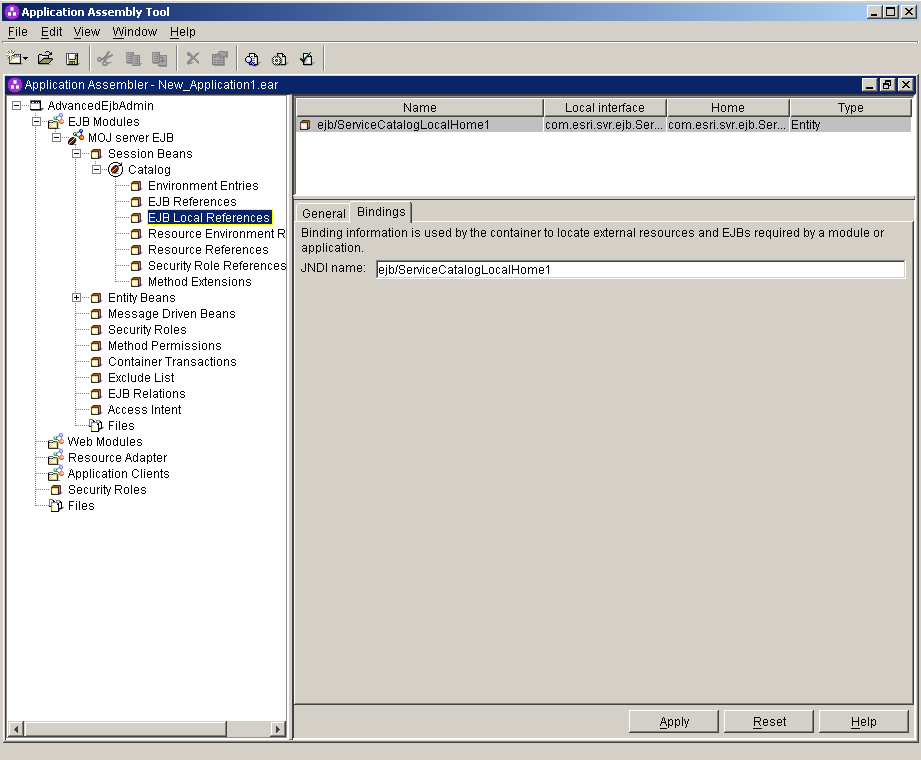 Application Assembly Tool
File Edit View Window Help
Application Assembler - New_Application1.ear
AdvancedEjbAdmin
EJB Modules
MOJ server EJB
Session Beans
Catalog
Environment Entries
EJB References
EJB Local References
Resource Environment R
Resource References
Security Role References
Method Extensions
Entity Beans
Message Driven Beans
Security Roles
Method Permissions
Container Transactions
Exclude List
EJB Relations
Access Intent
Files
Web Modules
Resource Adapter
Application Clients
Security Roles
Files
Name Local interface Home Type
ejb/ServiceCatalogLocalHome1 com.esri.svr.ejb.Ser... com.esri.svr.ejb.Ser... Entity
General Bindings
Binding information is used by the container to locate external resources and EJBs required by a module or
application.
JNDI name: ejb/ServiceCatalogLocalHome1
Apply Reset Help